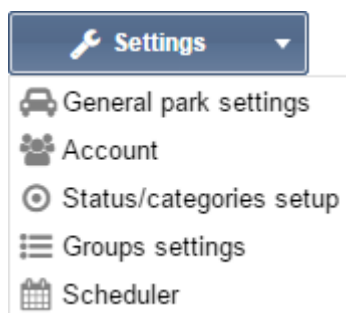 Settings
General park settings
Account
Status/categories setup
Groups settings
Scheduler